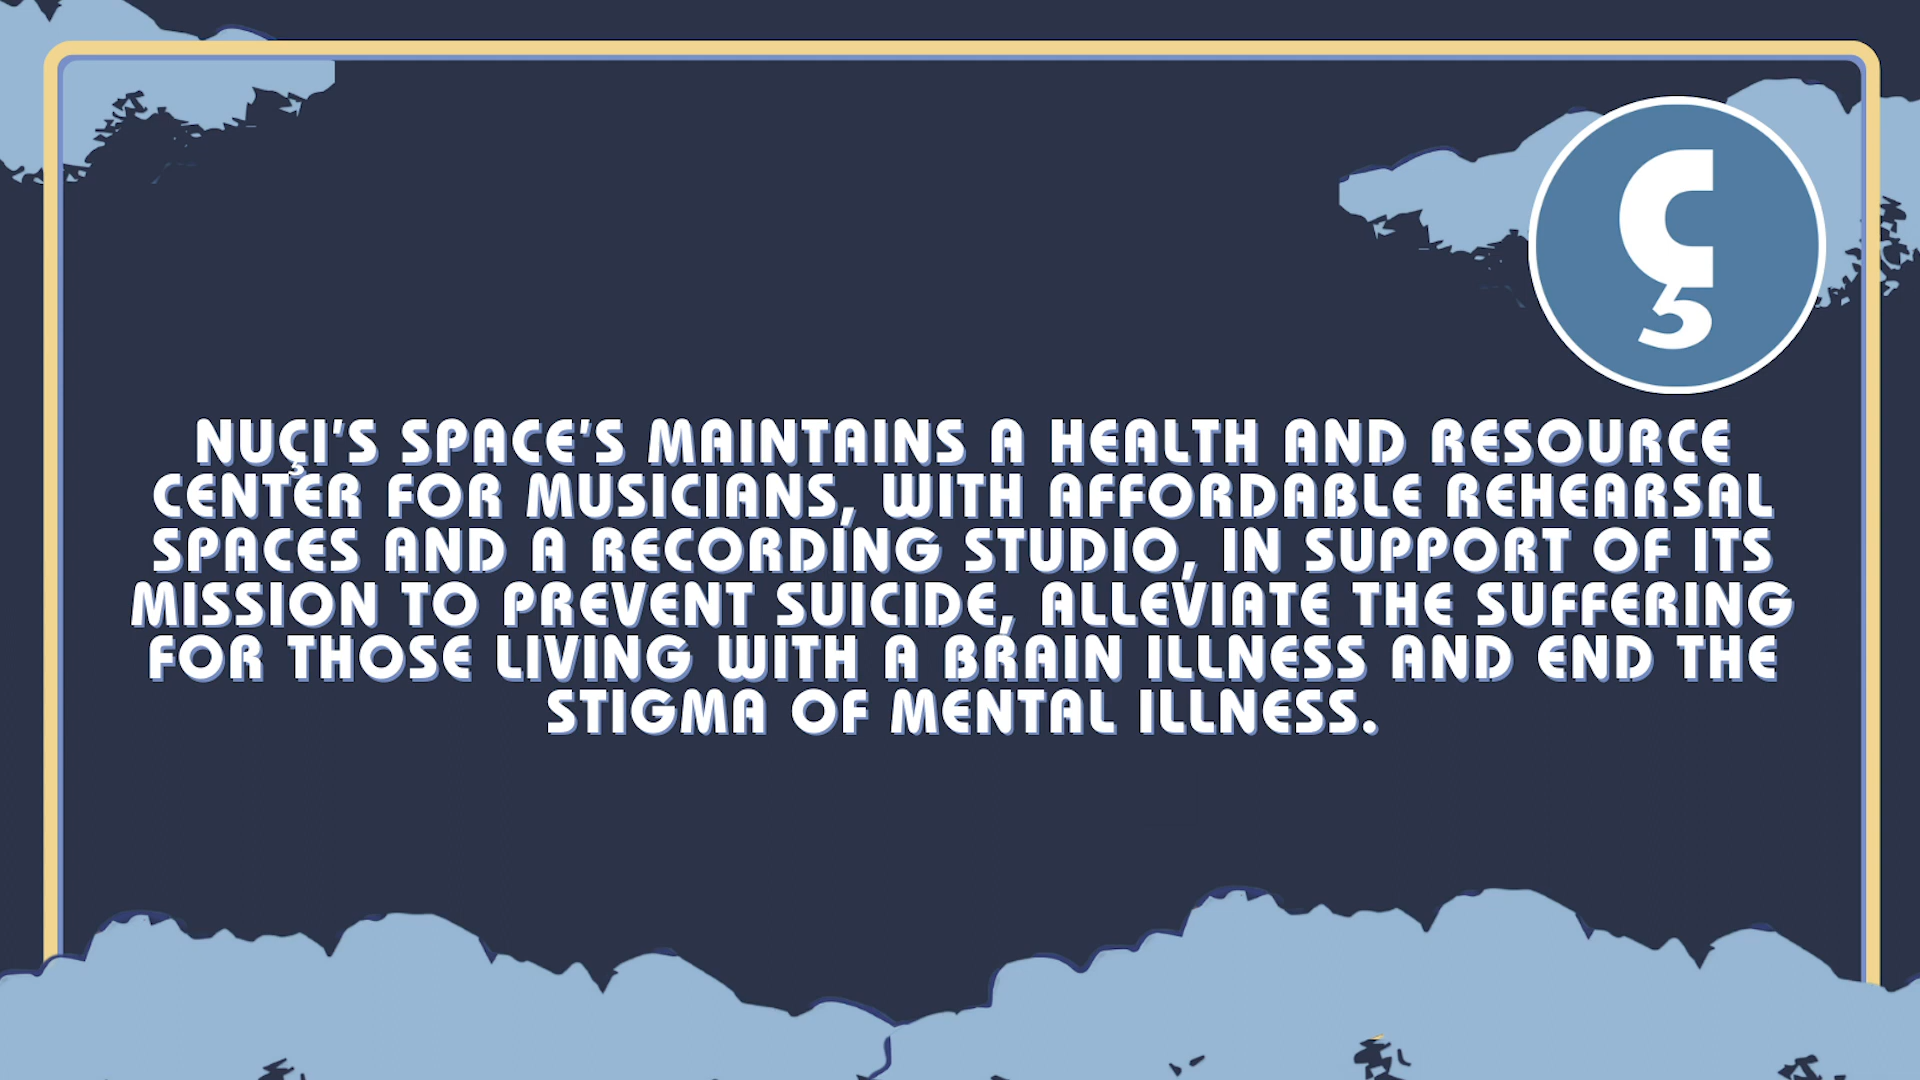 Ç
NUÇI'S SPACE'S MAINTAINS A HEALTH AND RESOURCE
CENTER FOR MUSICIANS, WITH AFFORDABLE REHEARSAL
SPACES AND A RECORDING STUDIO, IN SUPPORT OF ITS
MISSION TO PREVENT SUICIDE, ALLEVIATE THE SUFFERING
FOR THOSE LIVING WITH A BRAIN ILLNESS AND END THE
STIGMA OF MENTAL ILLNESS.